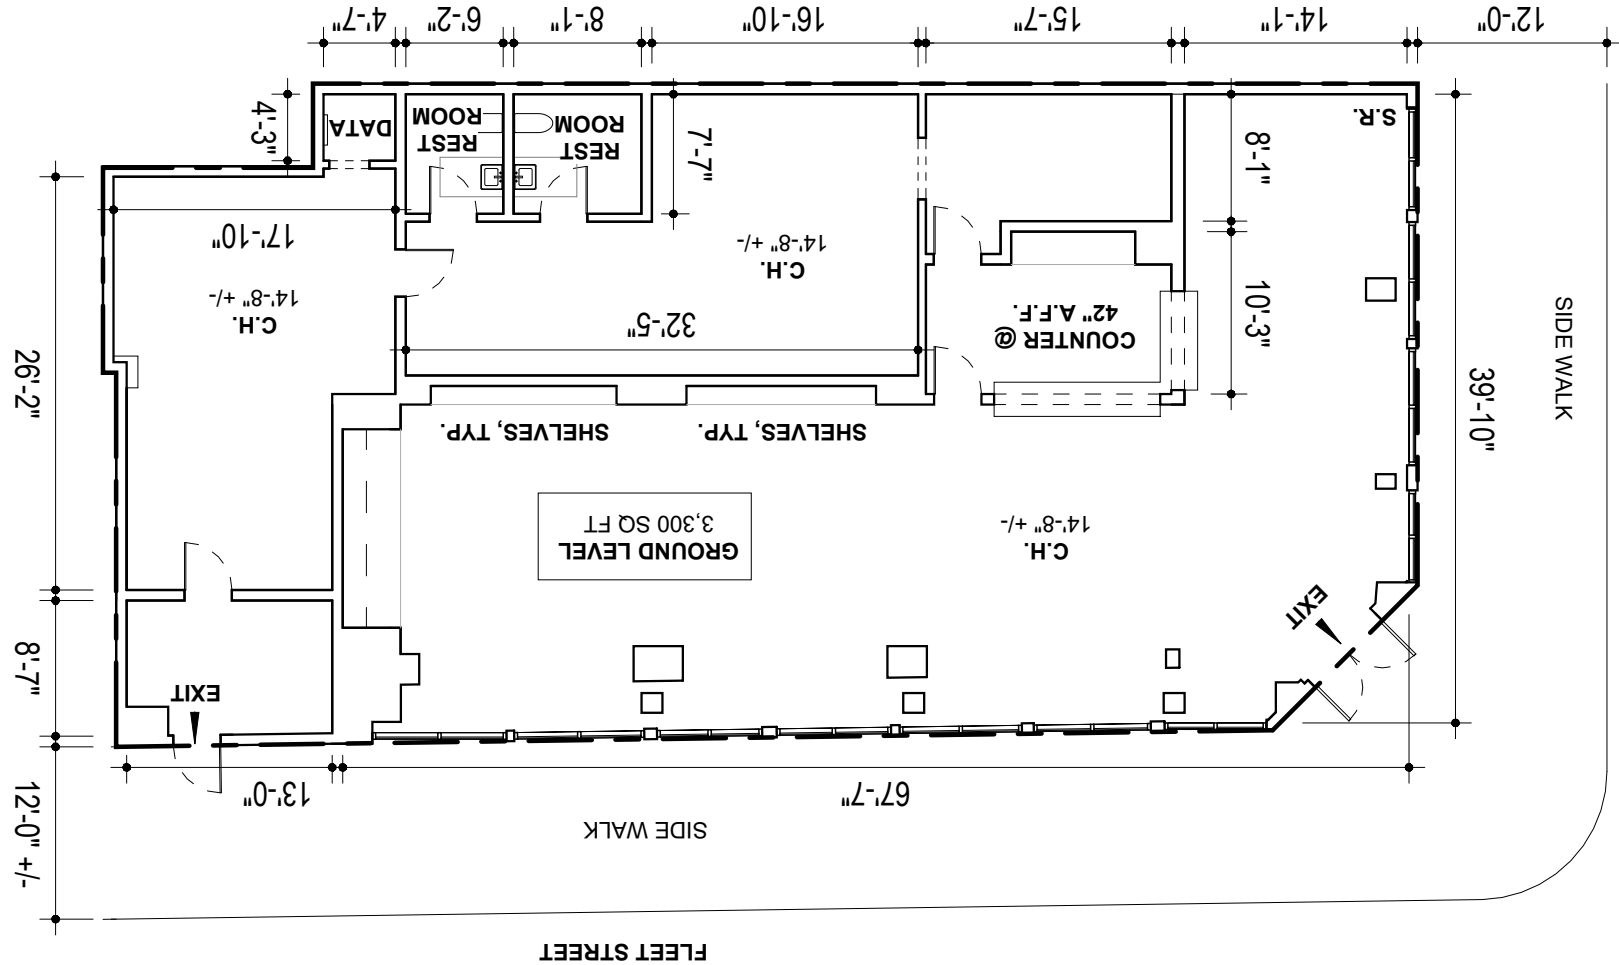 FLEET STREET
SIDE WALK
12'-0" +/-
67'-7"
13'-0"
EXIT
8'-7"
EXIT
C.H.
14'-8" +/-
GROUND LEVEL
3,300 SQ FT
SHELVES, TYP.
SHELVES, TYP.
SIDE WALK
39'-10"
26'-2"
10'-3"
COUNTER @
42" A.F.F.
32'-5"
C.H.
14'-8" +/-
C.H.
14'-8" +/-
17'-10"
8'-1"
7'-7"
REST
ROOM
REST
ROOM
DATA
4'-3"
S.R.
12'-0"
14'-1"
15'-7"
16'-10"
8'-1"
6'-2"
4'-7"